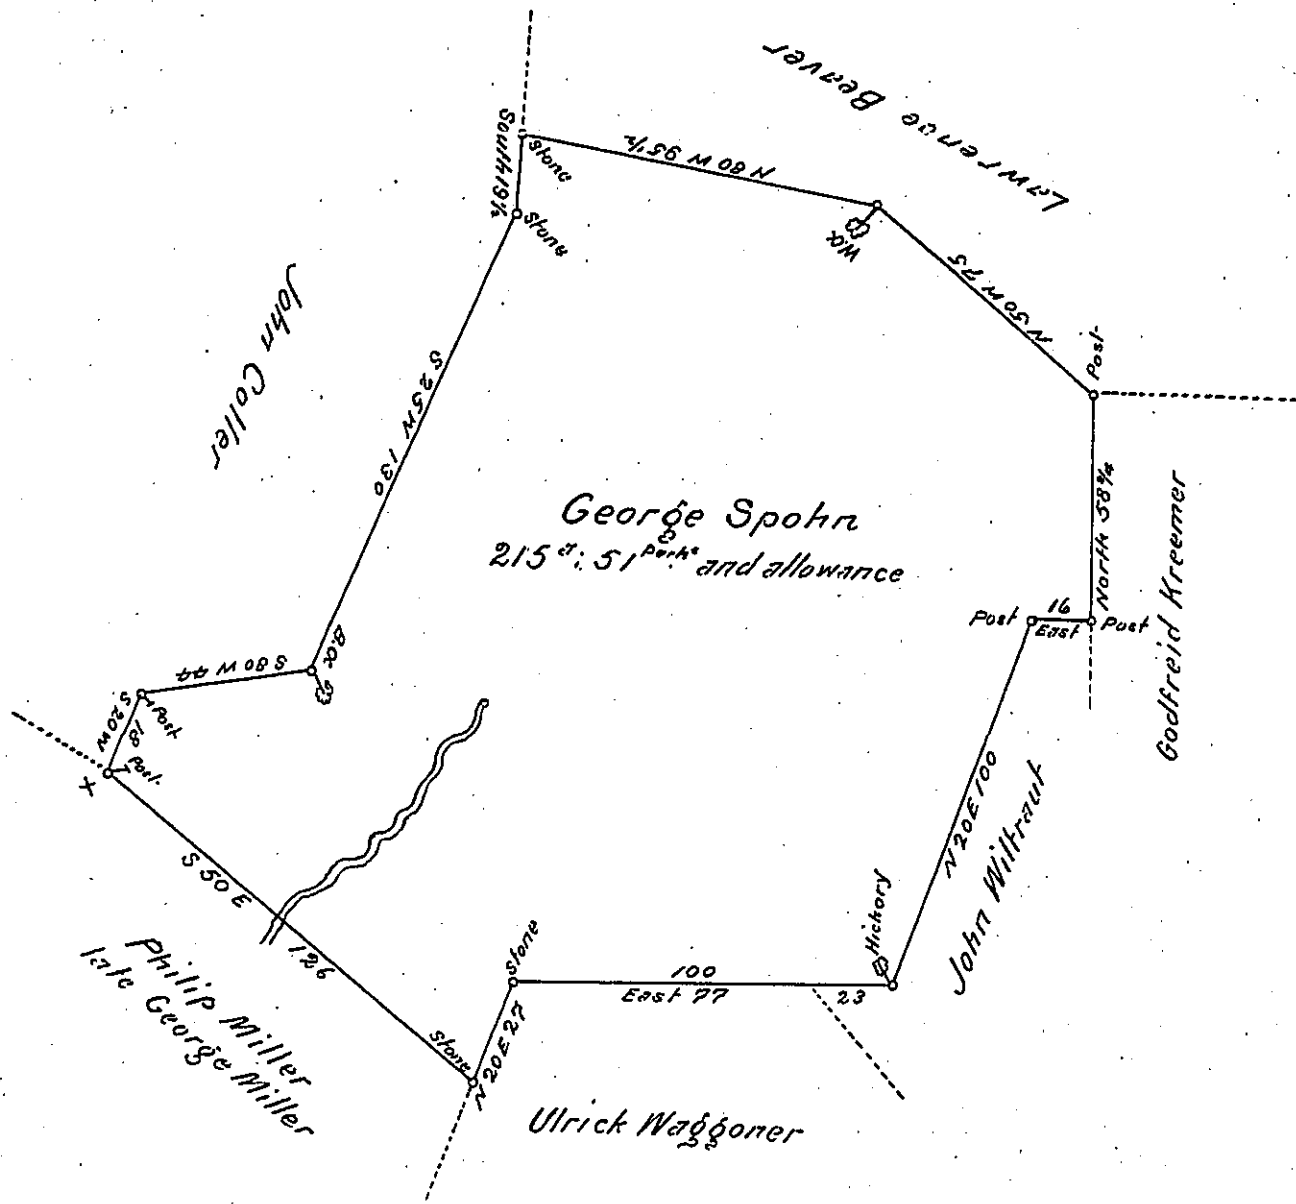 Lawrence Beaver
South 19½
Stone
N 80 W 95½
Stone
W.O.
N 50 W 75
John Coller
S 25 W 130
Post
George Spohn
215 a: 51 Perhs and allowance
North 58¾
Godfreid Kreemer
Post
16
East
Post
B.O.
S 80 W 44
S 20 W
18
Post
Post
X
N 20 E 100
John Wiltraut
S 50 E
126
Hickory
Stone
100
East 77
23
Philip Miller
late George Miller
Stone
N 20 E 27
Ulrick Waggoner